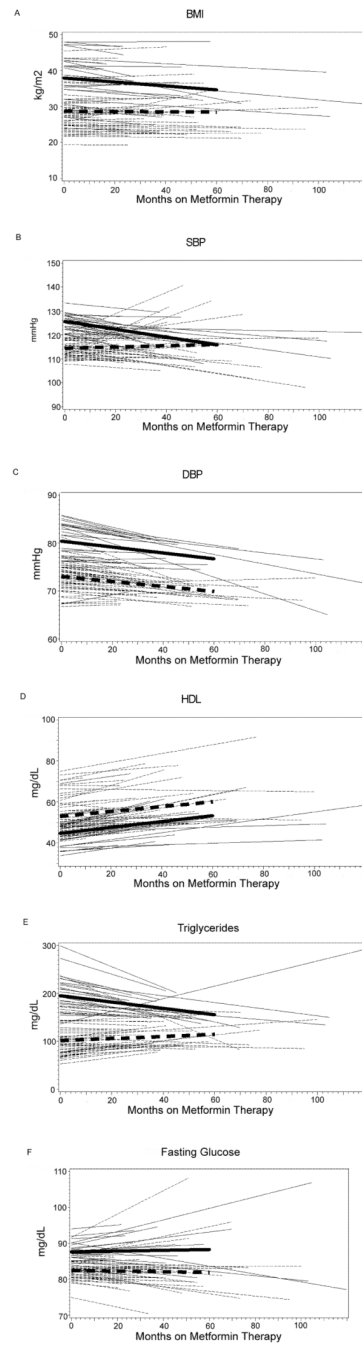 A
BMI
50
40
kg/m2
30
20
10
0 20 40 60 80 100
Months on Metformin Therapy
B
SBP
150
140
130
mmHg
120
110
100
90
0 20 40 60 80 100
Months on Metformin Therapy
C
DBP
90
80
mmHg
70
60
0 20 40 60 80 100
Months on Metformin Therapy
D
HDL
100
80
mg/dL
60
40
0 20 40 60 80 100
Months on Metformin Therapy
E
Triglycerides
300
200
mg/dL
100
0
0 20 40 60 80 100
Months on Metformin Therapy
F
Fasting Glucose
110
100
mg/dL
90
80
70
0 20 40 60 80 100 120
Months on Metformin Therapy